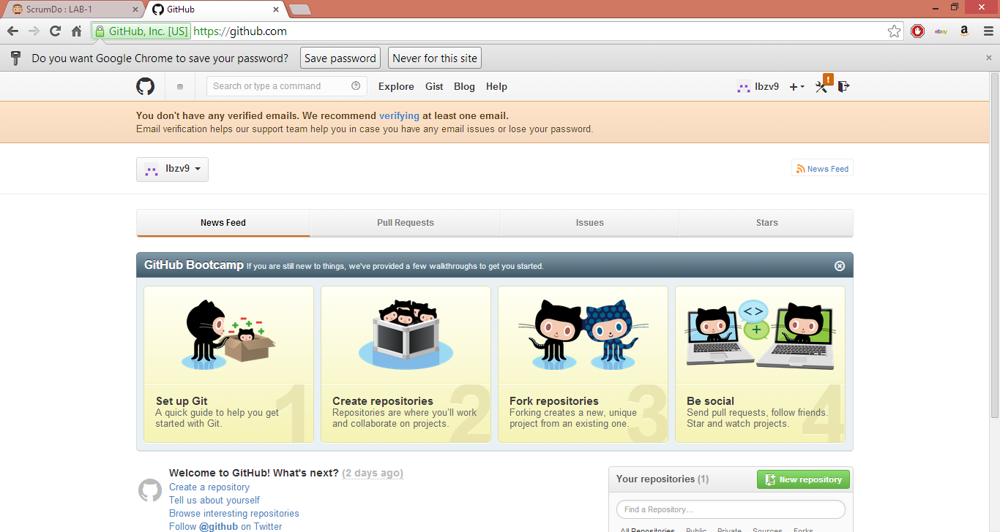 ScrumDo : LAB-1
GitHub
GitHub, Inc. [US] https://github.com
ebay a
Do you want Google Chrome to save your password? Save password Never for this site
Search or type a command Explore Gist Blog Help lbzv9
You don't have any verified emails. We recommend verifying at least one email.
Email verification helps our support team help you in case you have any email issues or lose your password.
lbzv9
News Feed
News Feed Pull Requests Issues Stars
GitHub Bootcamp If you are still new to things, we've provided a few walkthroughs to get you started.
1
Set up Git
A quick guide to help you get
started with Git.
2
Create repositories
Repositories are where you'll work
and collaborate on projects.
3
Fork repositories
Forking creates a new, unique
project from an existing one.
<> +
4
Be social
Send pull requests, follow friends.
Star and watch projects.
Welcome to GitHub! What's next? (2 days ago)
Create a repository
Tell us about yourself
Browse interesting repositories
Follow @github on Twitter
Your repositories (1) New repository
Find a Repository...
All Repositories Public Private Sources Forks